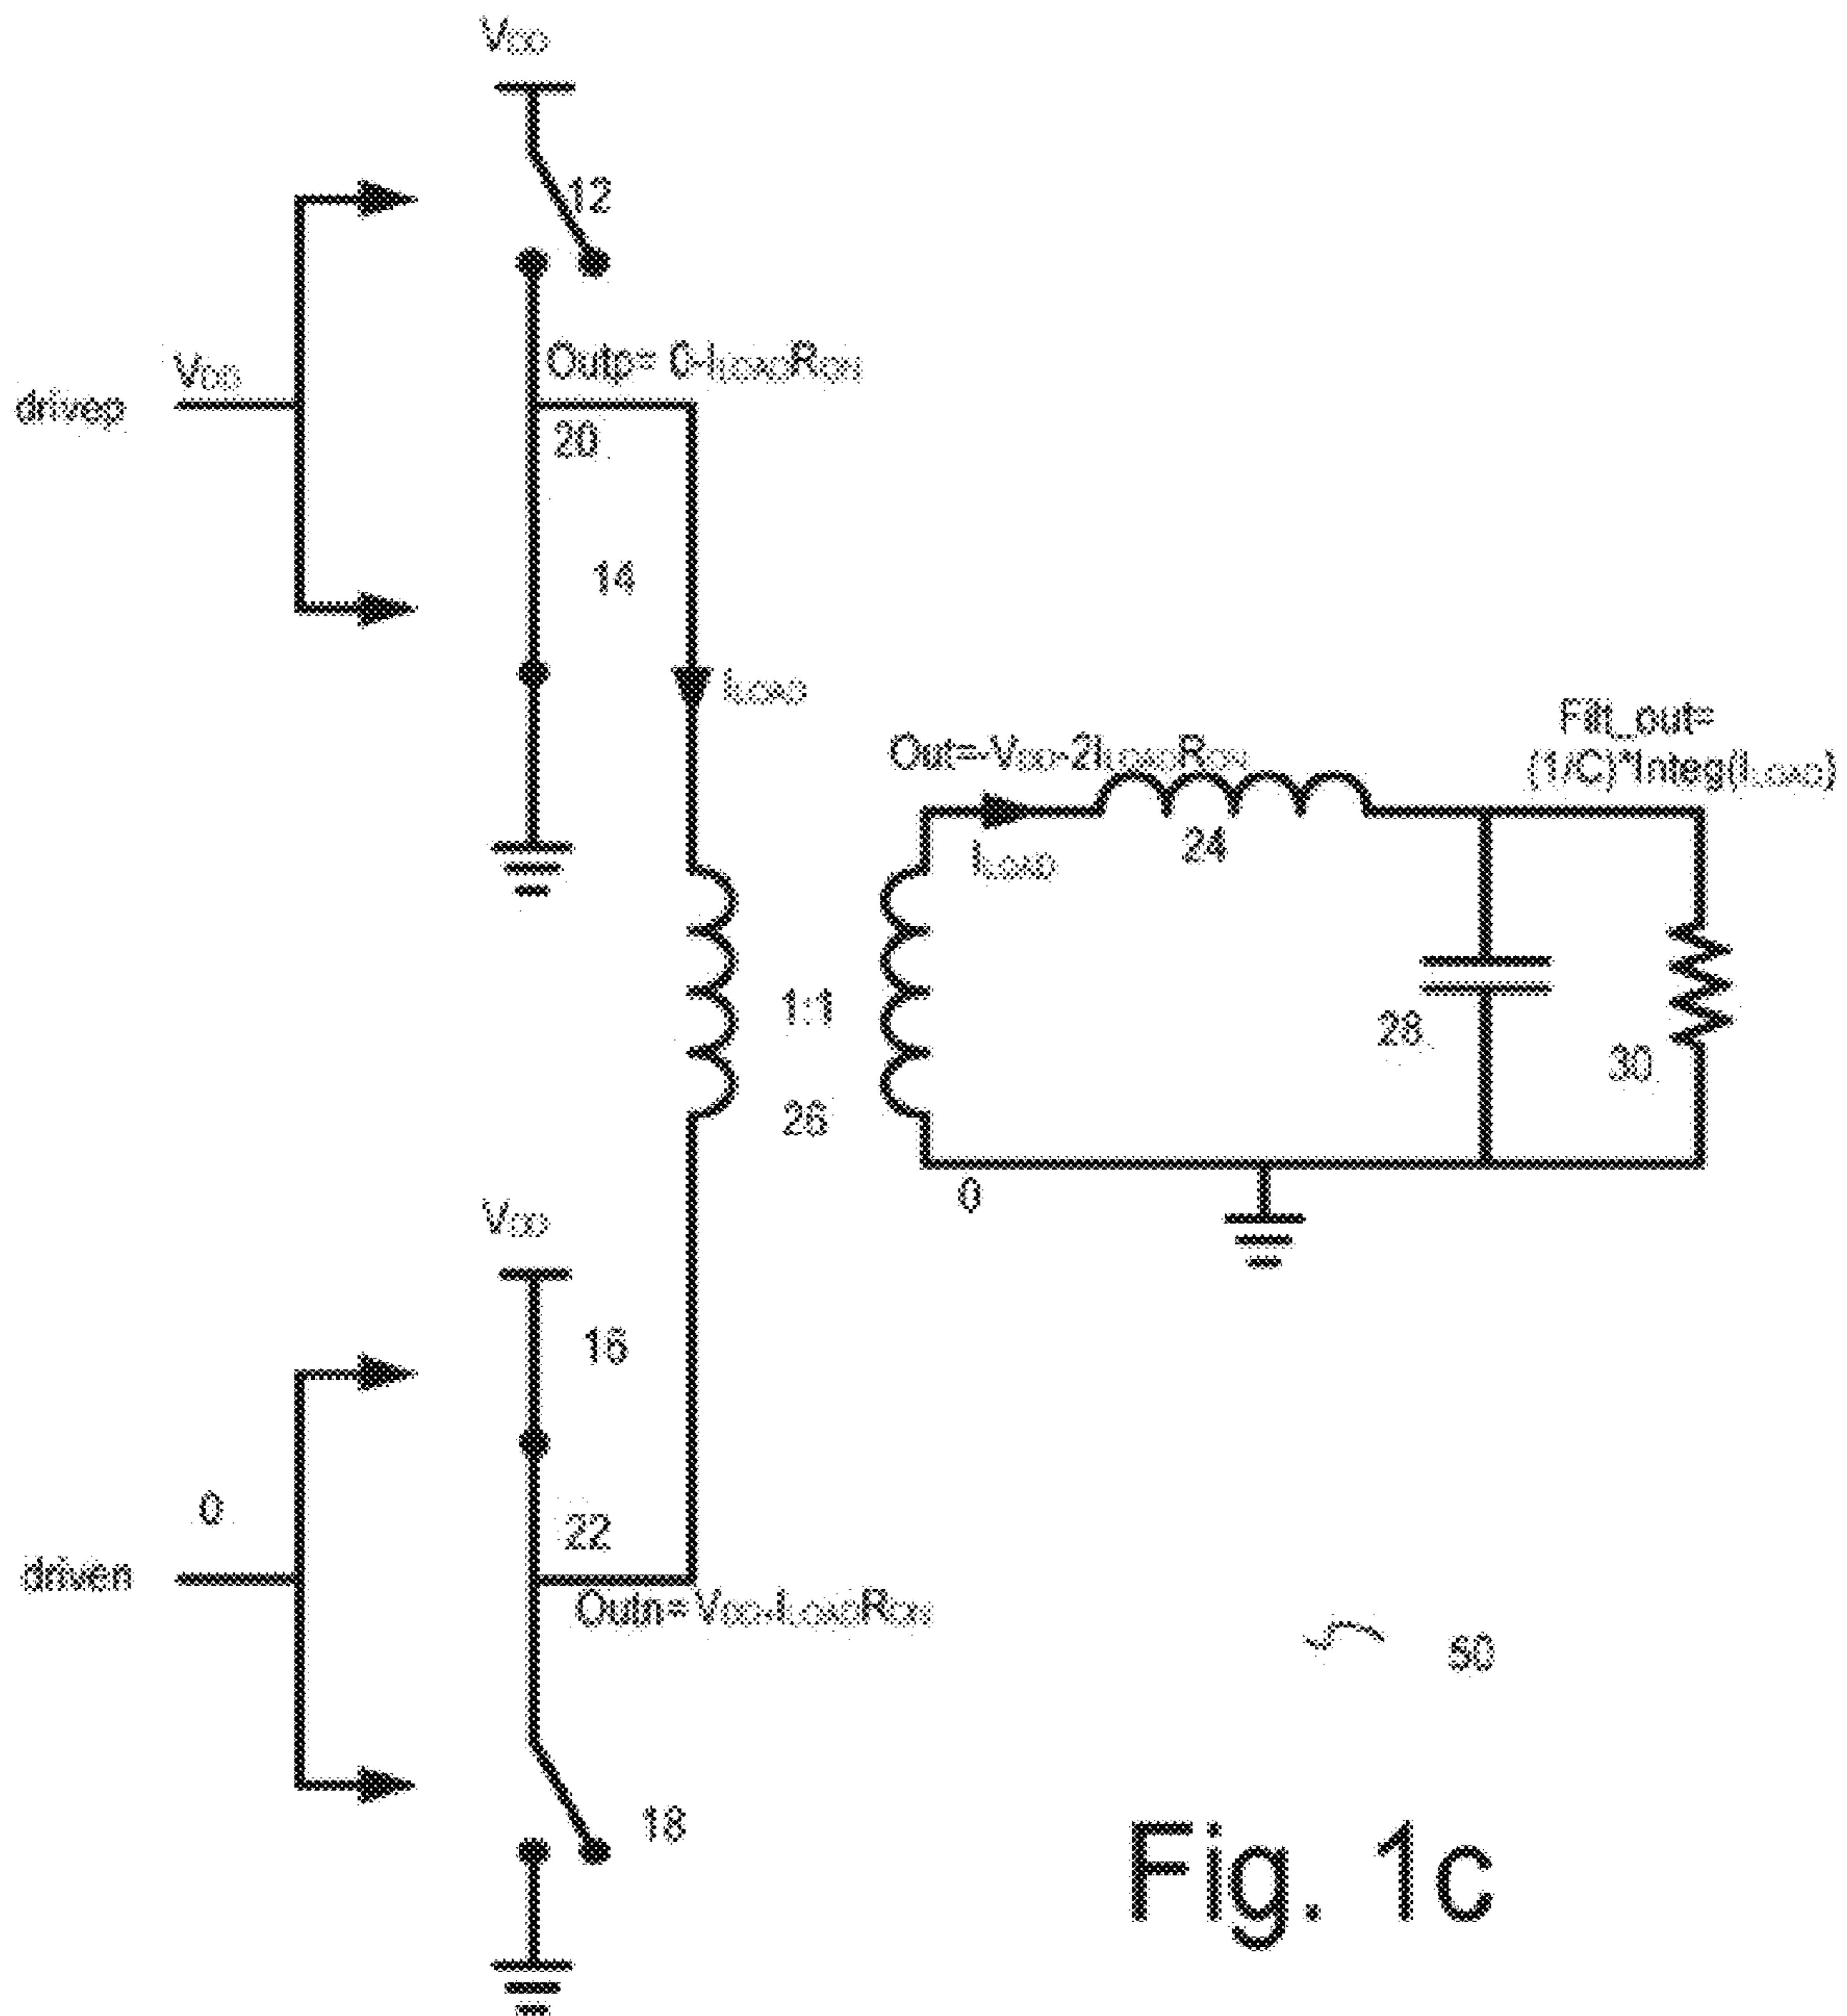 VDD
12
Outp= 0-ILOADRON
VDD
drivep
20
14
ILOAD
Filt_out=
Out=-VDD-2ILOADRON
(1/C)*Integ(ILOAD)
24
ILOAD
1:1
28
30
26
0
VDD
16
0
22
driven
Outn= VDD+ILOADRON
50
18
Fig. 1c